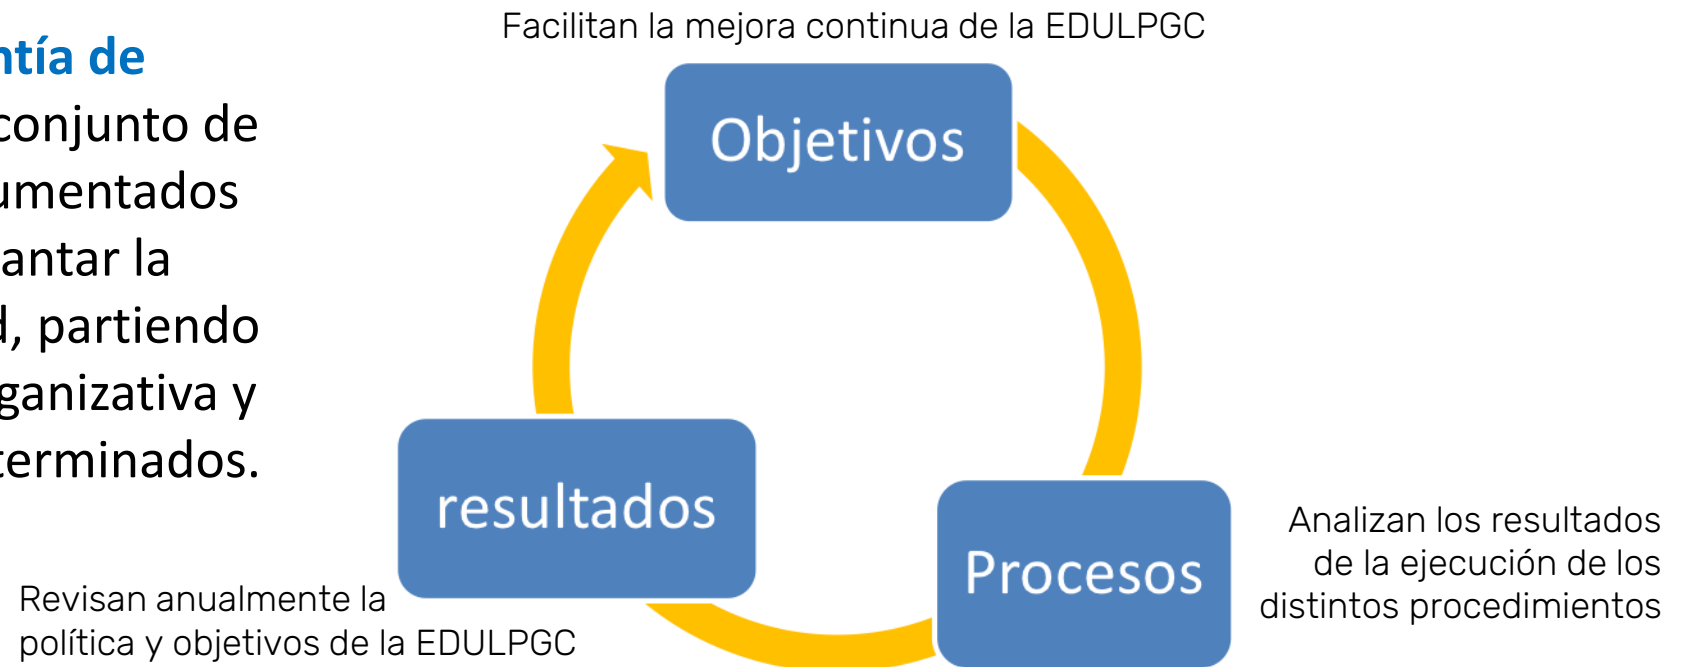 Facilitan la mejora continua de la EDULPGC
ntía de
conjunto de
umentados
antar la
d, partiendo
ganizativa y
terminados.
Objetivos
resultados
Procesos
Analizan los resultados
de la ejecución de los
distintos procedimientos
Revisan anualmente la
política y objetivos de la EDULPGC